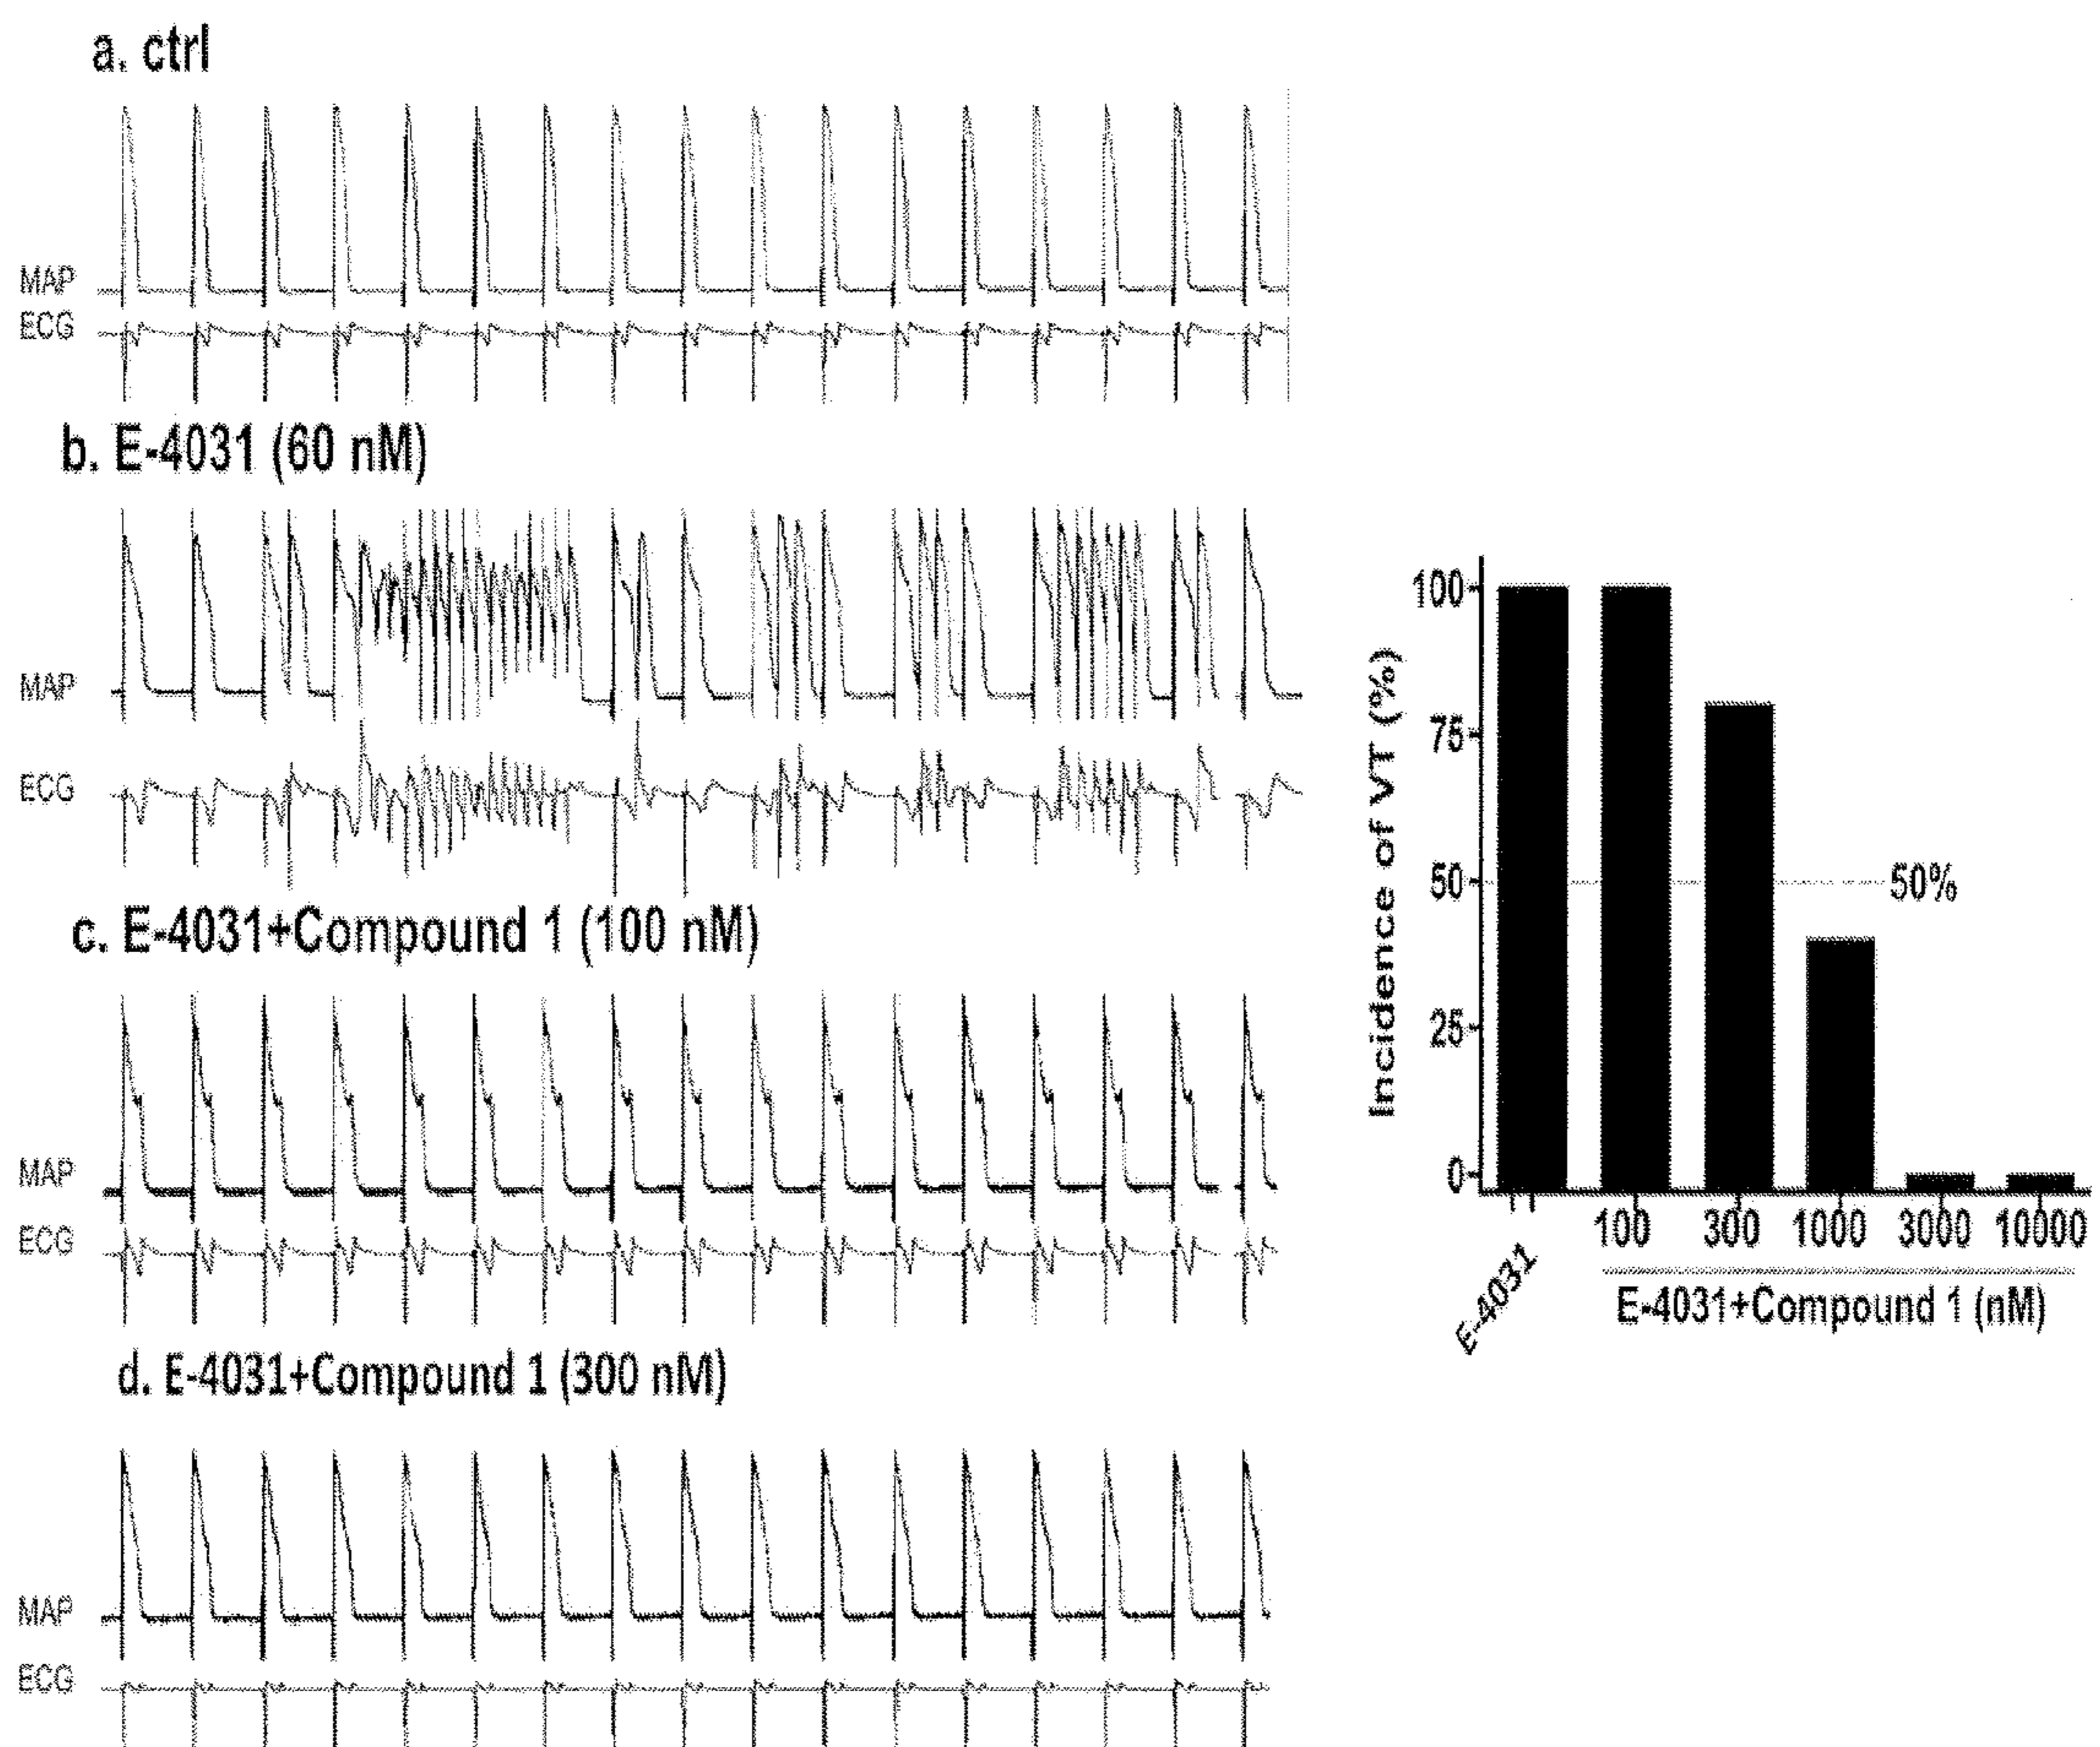 a. ctrl
MAP
ECG
b. E-4031 (60 nM)
MAP
ECG
c. E-4031+Compound 1 (100 nM)
MAP
ECG
d. E-4031+Compound 1 (300 nM)
MAP
ECG
Incidence of VT (%)
100
75
50
25
0
50%
E-4031
100 300 1000 3000 10000
E-4031+Compound 1 (nM)